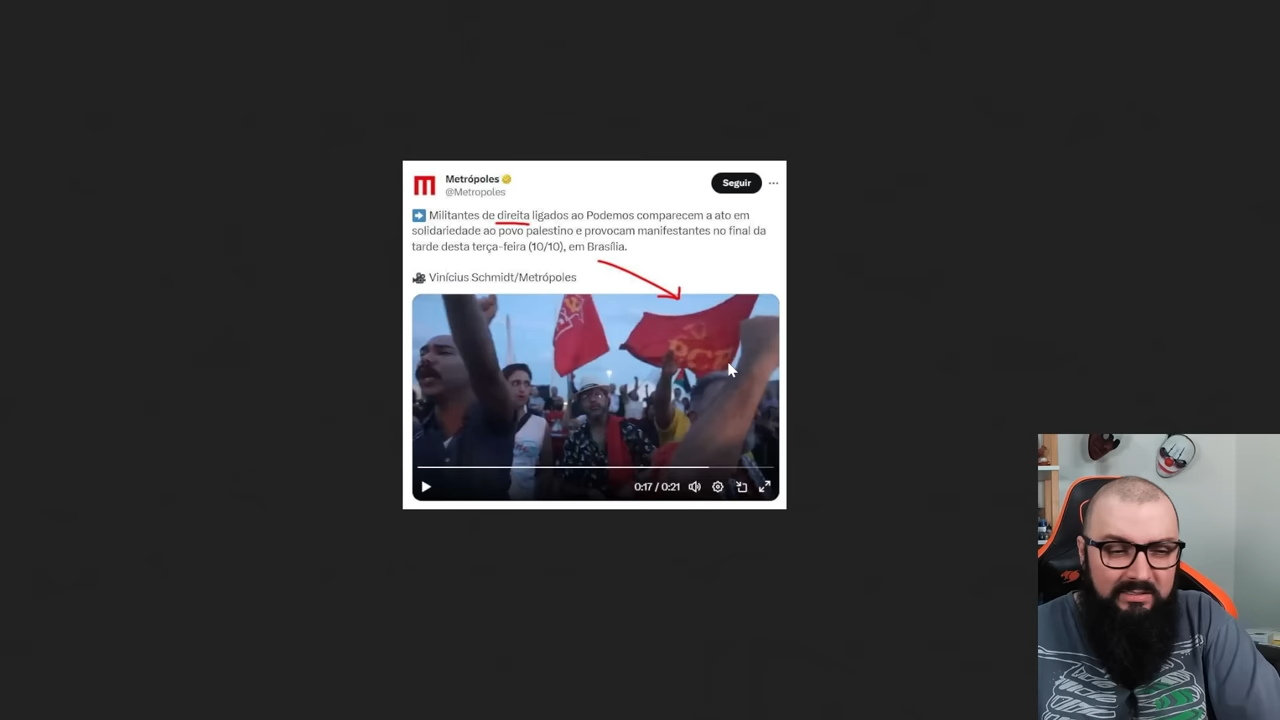 Metrópoles
@Metropoles
Seguir
Militantes de direita ligados ao Podemos comparecem a ato em
solidariedade ao povo palestino e provocam manifestantes no final da
tarde desta terça-feira (10/10), em Brasília.
Vinícius Schmidt/Metrópoles
PCB
0:17 / 0:21